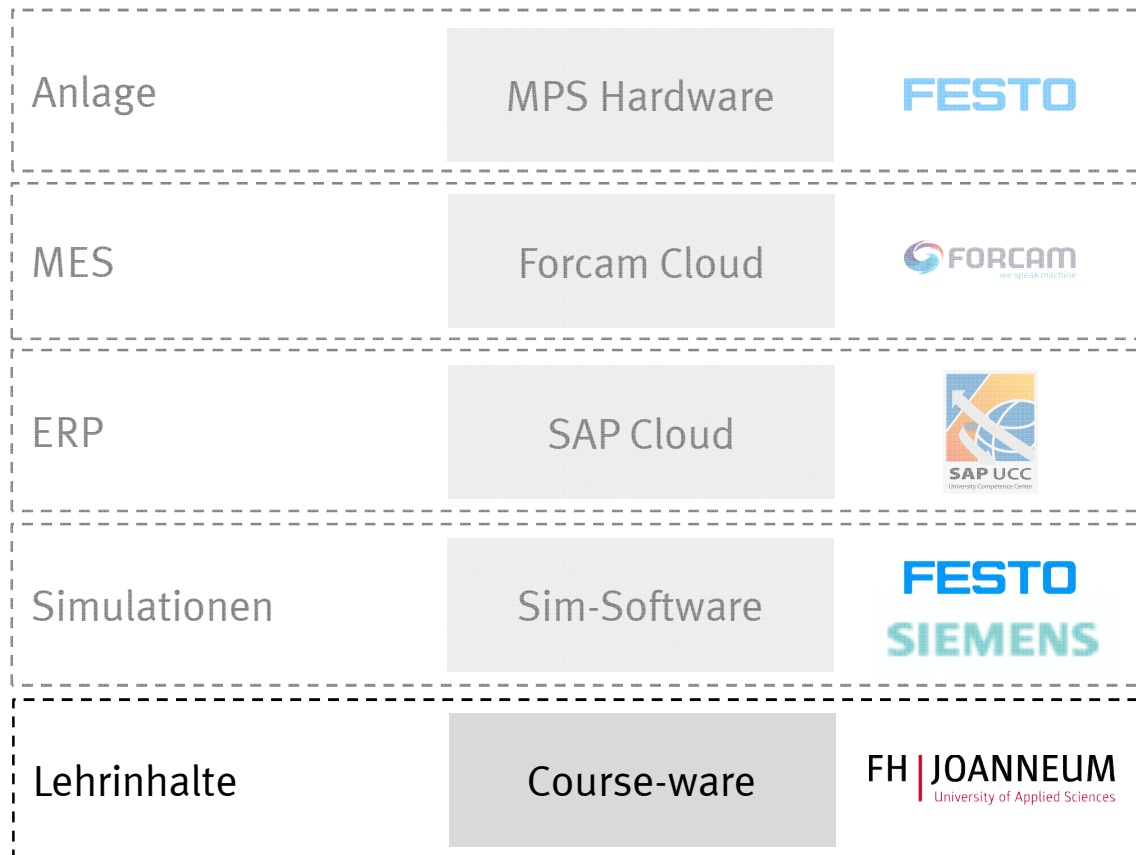 Anlage
MPS Hardware
FESTO
MES
Forcam Cloud
FORCAM
we speak machine
ERP
SAP Cloud
SAP UCC
University Competence Center
Simulationen
Sim-Software
FESTO
SIEMENS
Lehrinhalte
Course-ware
FH JOANNEUM
University of Applied Sciences